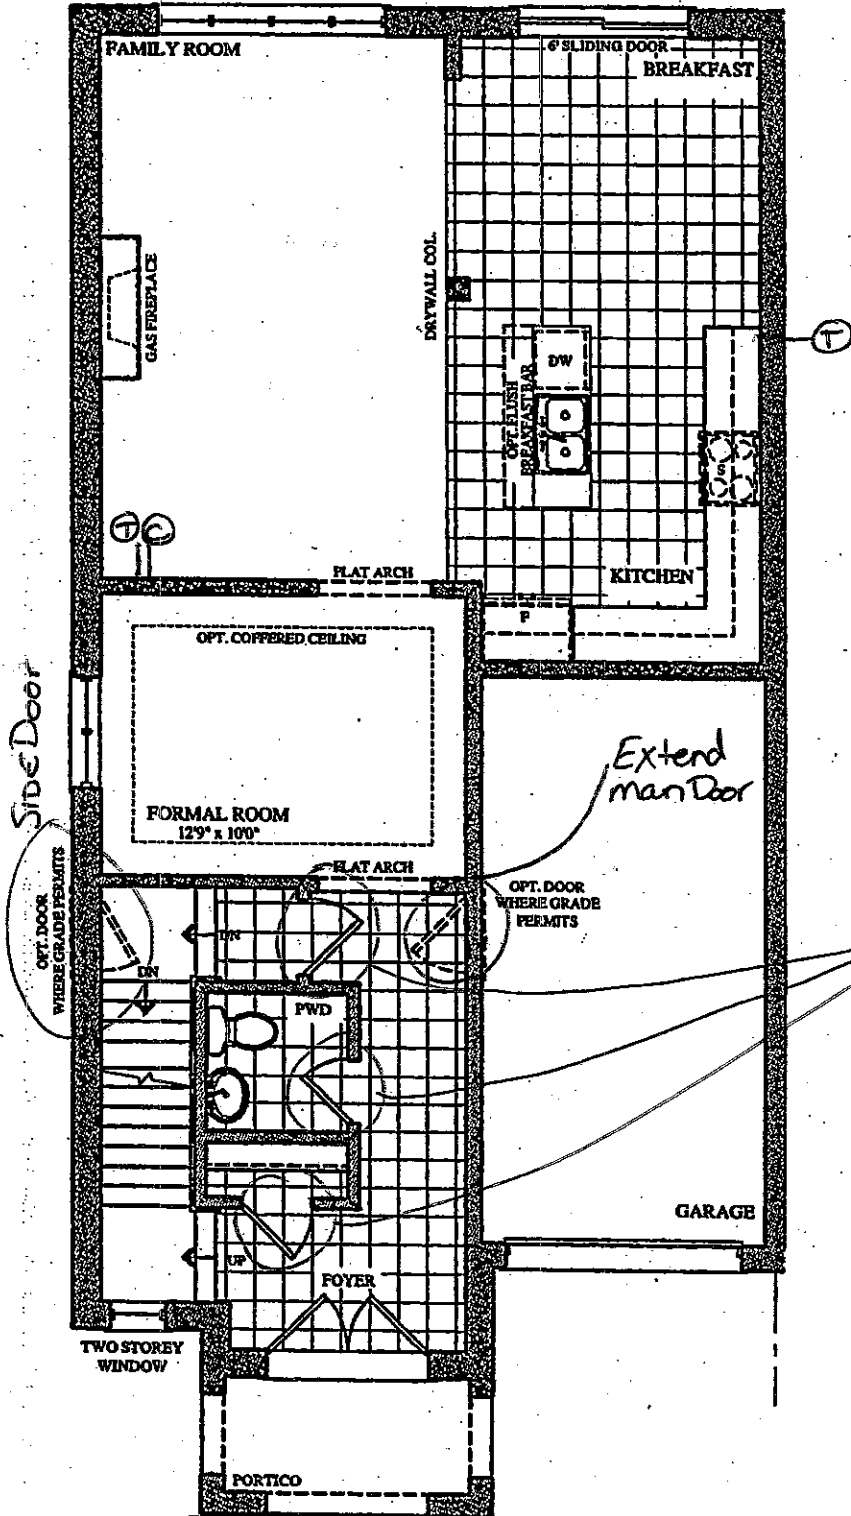 FAMILY ROOM
6' SLIDING DOOR
BREAKFAST
GAS FIREPLACE
DRYWALL COL.
T
DW
OPT. FLUSH
BREAKFAST BAR
S
T C
FLAT ARCH
KITCHEN
F
OPT. COFFERED CEILING
SIDE Door
Extend
man Door
FORMAL ROOM
12'9" x 10'0"
FLAT ARCH
OPT. DOOR
WHERE GRADE PERMITS
OPT. DOOR
WHERE GRADE
PERMITS
DN
DN
PWD
GARAGE
UP
FOYER
TWO STOREY
WINDOW
PORTICO